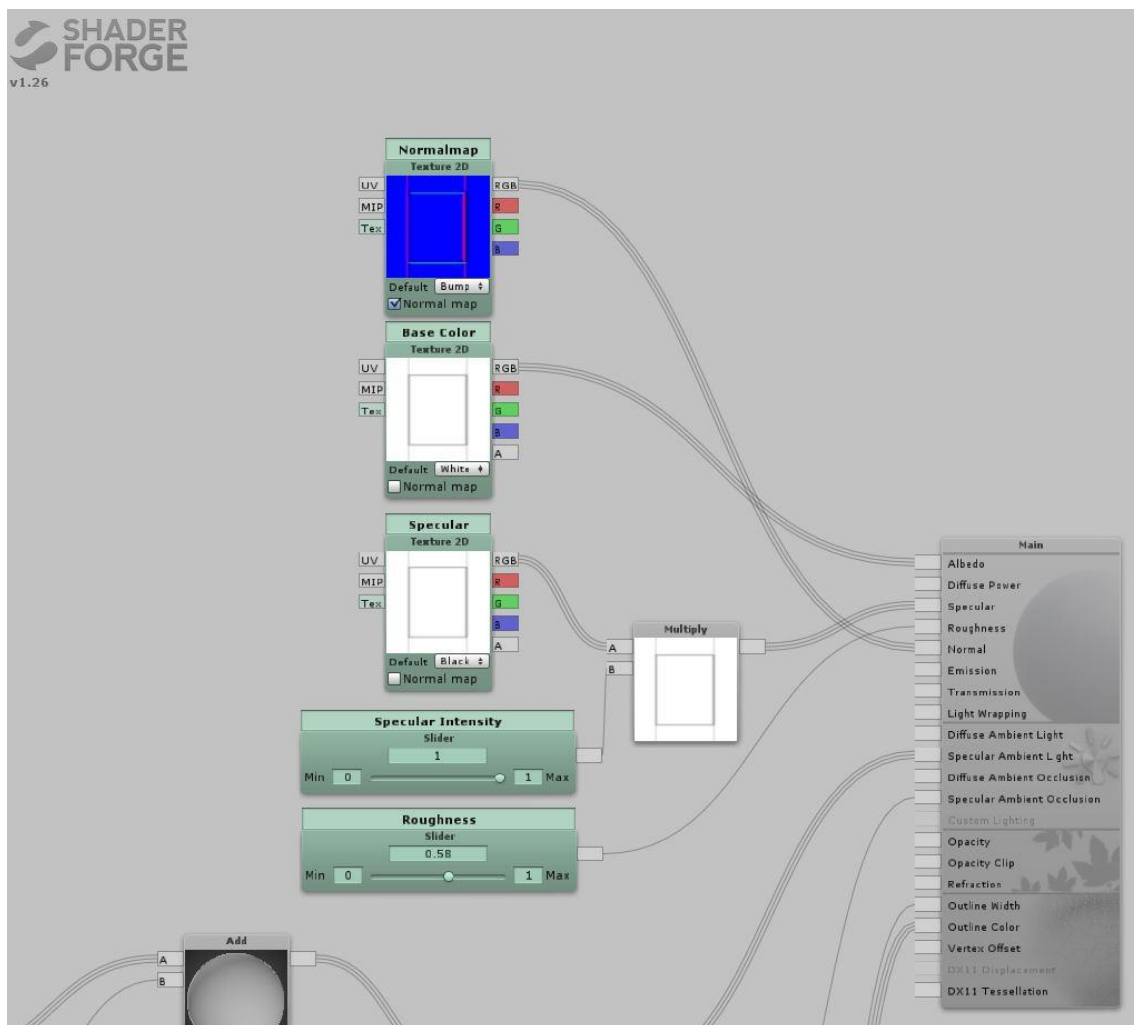 SHADER
FORGE
v1.26
Normalmap
Texture 2D
UV
RGB
MIP
R
Tex
G
B
Default Bump
Normal map
Base Color
Texture 2D
UV
RGB
MIP
R
Tex
G
B
A
Default White
Normal map
Specular
Texture 2D
UV
RGB
MIP
R
Tex
G
B
A
Default Black
Normal map
Multiply
A
B
Specular Intensity
Slider
1
Min 0 1 Max
Roughness
Slider
0.58
Min 0 1 Max
Add
A
B
Main
Albedo
Diffuse Power
Specular
Roughness
Normal
Emission
Transmission
Light Wrapping
Diffuse Ambient Light
Specular Ambient Light
Diffuse Ambient Occlusion
Specular Ambient Occlusion
Custom Lighting
Opacity
Opacity Clip
Refraction
Outline Width
Outline Color
Vertex Offset
DX11 Displacement
DX11 Tessellation